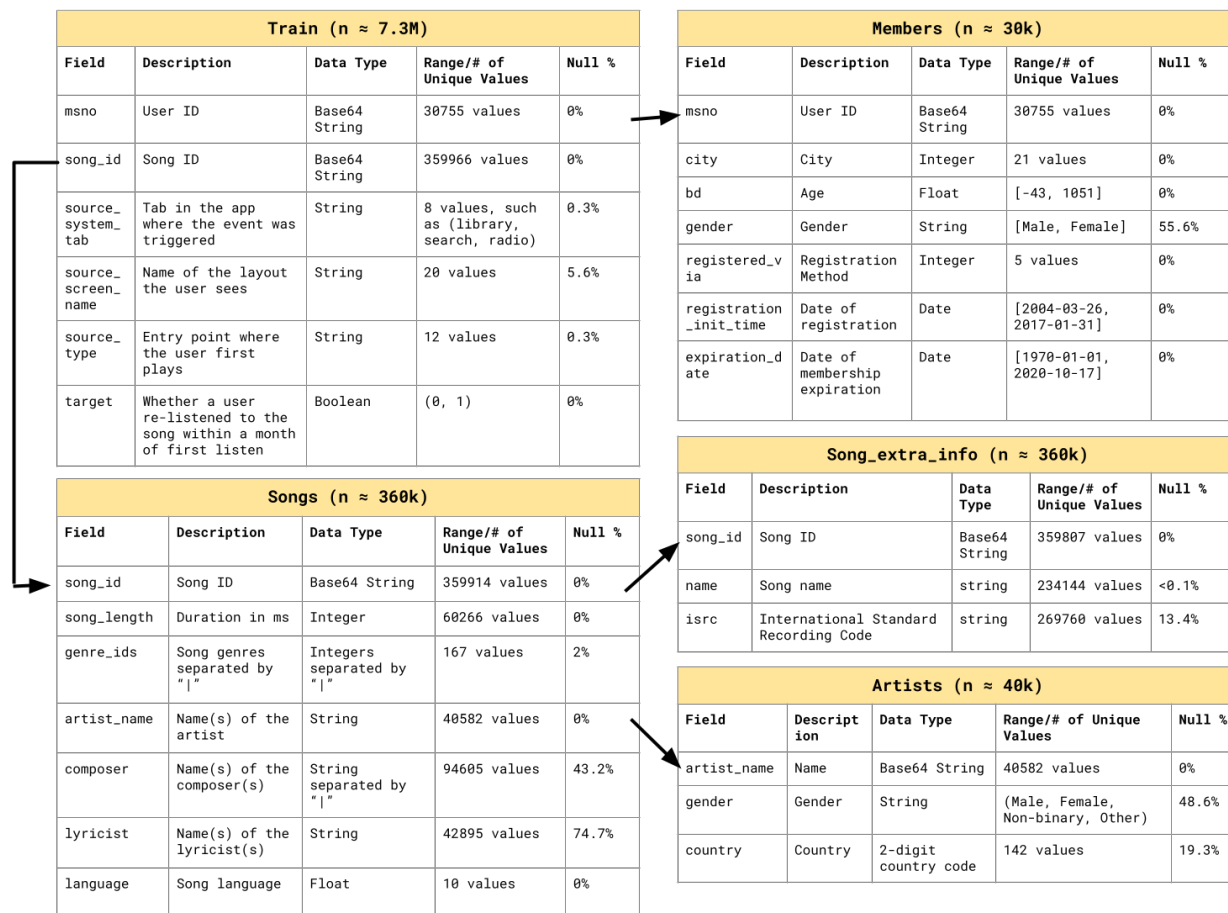 Train (n ≈ 7.3M)
Field Description Data Type Range/# of Unique Values Null %
msno User ID Base64 String 30755 values 0%
song_id Song ID Base64 String 359966 values 0%
source_system_tab Tab in the app where the event was triggered String 8 values, such as (library, search, radio) 0.3%
source_screen_name Name of the layout the user sees String 20 values 5.6%
source_type Entry point where the user first plays String 12 values 0.3%
target Whether a user re-listened to the song within a month of first listen Boolean (0, 1) 0%
Songs (n ≈ 360k)
Field Description Data Type Range/# of Unique Values Null %
song_id Song ID Base64 String 359914 values 0%
song_length Duration in ms Integer 60266 values 0%
genre_ids Song genres separated by “|” Integers separated by “|” 167 values 2%
artist_name Name(s) of the artist String 40582 values 0%
composer Name(s) of the composer(s) String separated by “|” 94605 values 43.2%
lyricist Name(s) of the lyricist(s) String 42895 values 74.7%
language Song language Float 10 values 0%
Members (n ≈ 30k)
Field Description Data Type Range/# of Unique Values Null %
msno User ID Base64 String 30755 values 0%
city City Integer 21 values 0%
bd Age Float [-43, 1051] 0%
gender Gender String [Male, Female] 55.6%
registered_via Registration Method Integer 5 values 0%
registration_init_time Date of registration Date [2004-03-26, 2017-01-31] 0%
expiration_date Date of membership expiration Date [1970-01-01, 2020-10-17] 0%
Song_extra_info (n ≈ 360k)
Field Description Data Type Range/# of Unique Values Null %
song_id Song ID Base64 String 359807 values 0%
name Song name string 234144 values <0.1%
isrc International Standard Recording Code string 269760 values 13.4%
Artists (n ≈ 40k)
Field Description Data Type Range/# of Unique Values Null %
artist_name Name Base64 String 40582 values 0%
gender Gender String (Male, Female, Non-binary, Other) 48.6%
country Country 2-digit country code 142 values 19.3%